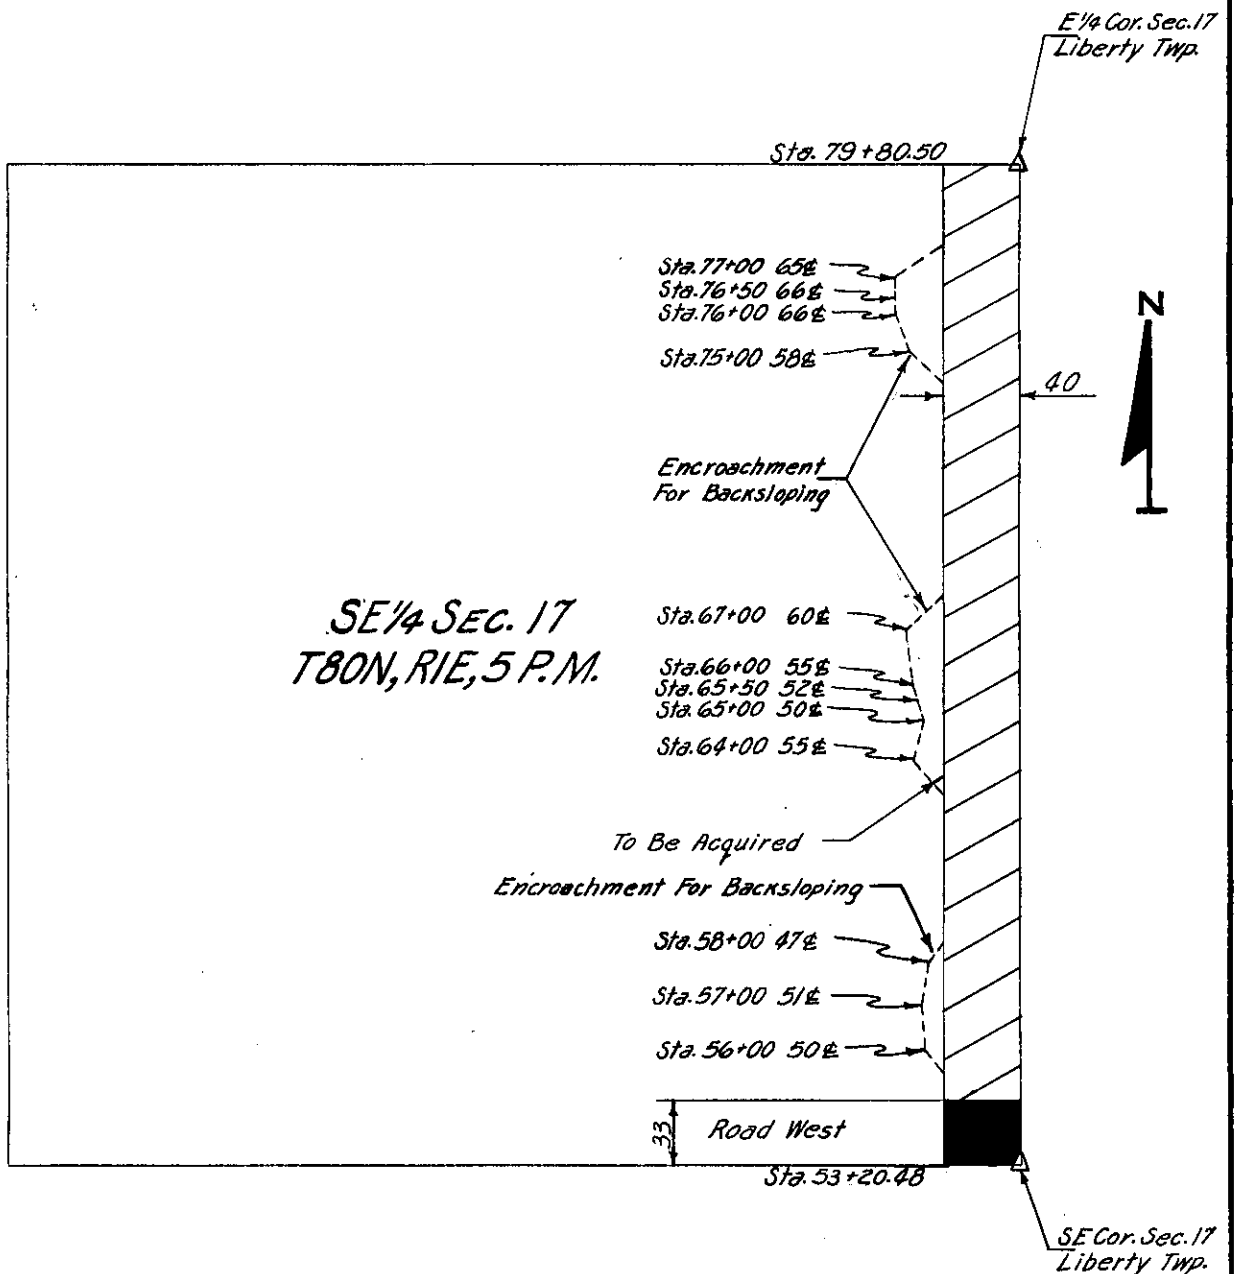 E 1/4 Cor. Sec. 17
Liberty Twp.
Sta. 79+80.50
Sta. 77+00 65℄
Sta. 76+50 66℄
Sta. 76+00 66℄
Sta. 75+00 58℄
N
40
Encroachment
For Backsloping
SE 1/4 SEC. 17
T80N, R1E, 5 P.M.
Sta. 67+00 60℄
Sta. 66+00 55℄
Sta. 65+50 52℄
Sta. 65+00 50℄
Sta. 64+00 55℄
To Be Acquired
Encroachment For Backsloping
Sta. 58+00 47℄
Sta. 57+00 51℄
Sta. 56+00 50℄
33
Road West
Sta. 53+20.48
SE Cor. Sec. 17
Liberty Twp.